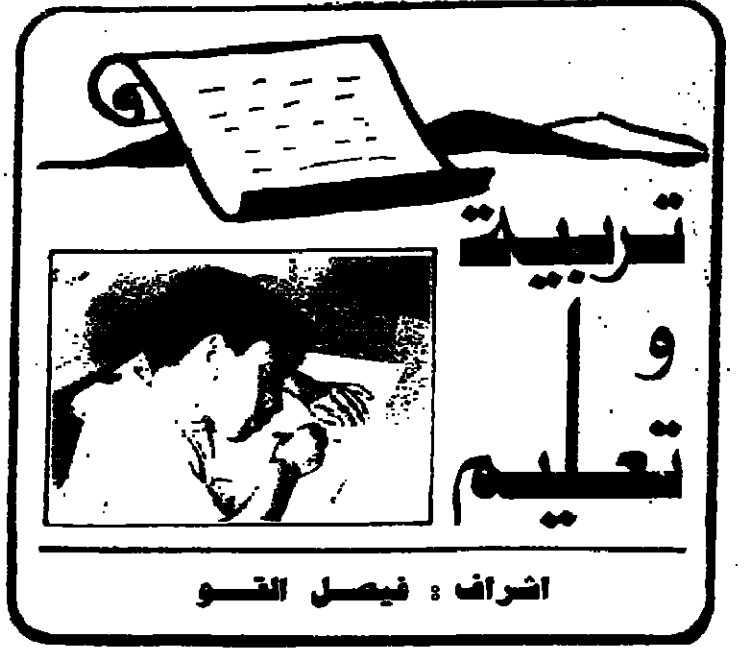 تربية
و
تعليم
اشراف : فيصل القو